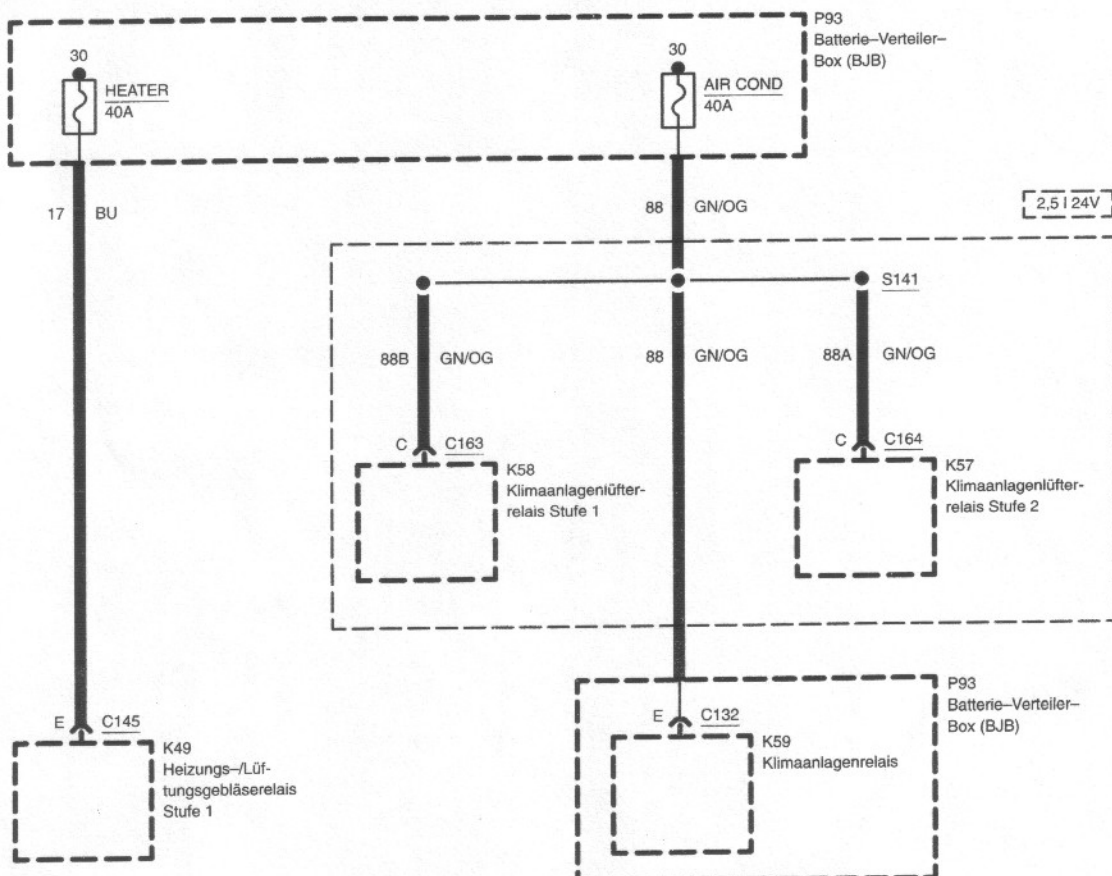 P93
Batterie–Verteiler–
Box (BJB)
30
HEATER
40A
30
AIR COND
40A
17 BU
88 GN/OG
2,5 l 24V
S141
88B GN/OG
88 GN/OG
88A GN/OG
C C163
K58
Klimaanlagenlüfter-
relais Stufe 1
C C164
K57
Klimaanlagenlüfter-
relais Stufe 2
E C145
K49
Heizungs–/Lüf-
tungsgebläserelais
Stufe 1
P93
Batterie–Verteiler–
Box (BJB)
E C132
K59
Klimaanlagenrelais